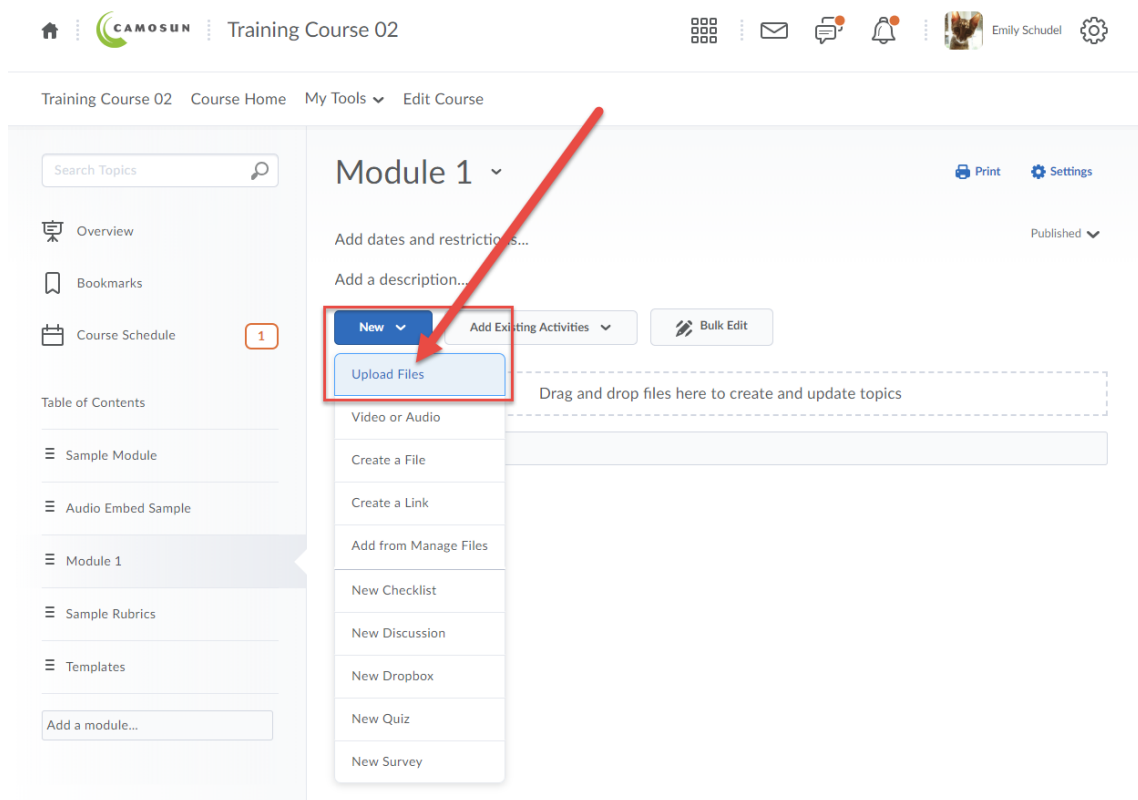 CAMOSUN
Training Course 02
Emily Schudel
Training Course 02 Course Home My Tools Edit Course
Search Topics
Overview
Bookmarks
Course Schedule 1
Table of Contents
Sample Module
Audio Embed Sample
Module 1
Sample Rubrics
Templates
Add a module...
Module 1
Print Settings
Add dates and restrictions...
Published
Add a description...
New Add Existing Activities Bulk Edit
Upload Files
Drag and drop files here to create and update topics
Video or Audio
Create a File
Create a Link
Add from Manage Files
New Checklist
New Discussion
New Dropbox
New Quiz
New Survey